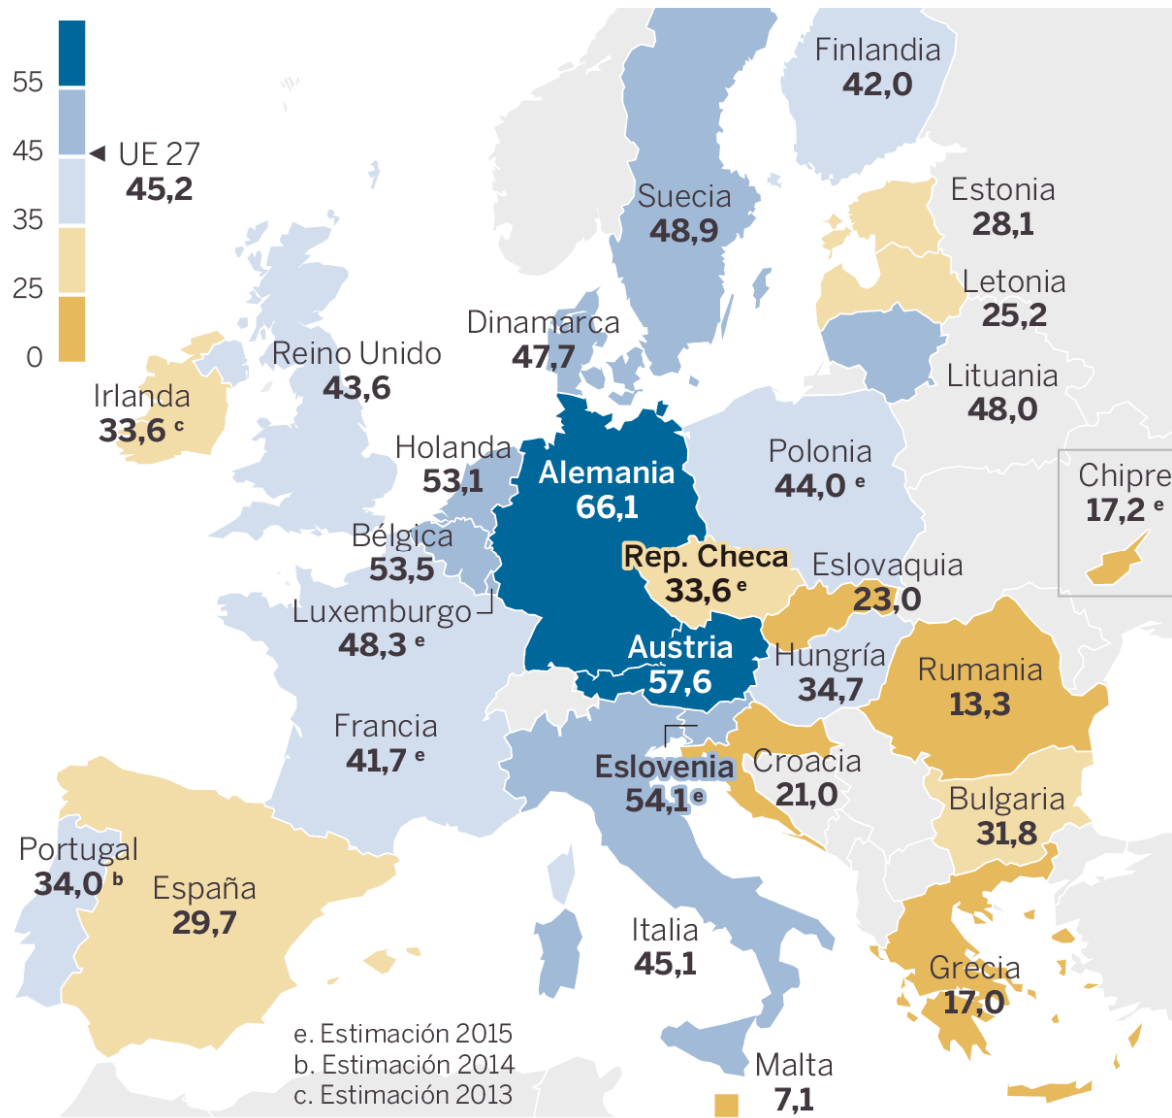 55
45
35
25
0
UE 27
45,2
Finlandia
42,0
Suecia
48,9
Estonia
28,1
Letonia
25,2
Dinamarca
47,7
Lituania
48,0
Reino Unido
43,6
Irlanda
33,6 c
Holanda
53,1
Alemania
66,1
Polonia
44,0 e
Chipre
17,2 e
Bélgica
53,5
Rep. Checa
33,6 e
Eslovaquia
23,0
Luxemburgo
48,3 e
Austria
57,6
Hungría
34,7
Rumania
13,3
Francia
41,7 e
Eslovenia
54,1 e
Croacia
21,0
Bulgaria
31,8
Portugal
34,0 b
España
29,7
Italia
45,1
Grecia
17,0
e. Estimación 2015
b. Estimación 2014
c. Estimación 2013
Malta
7,1